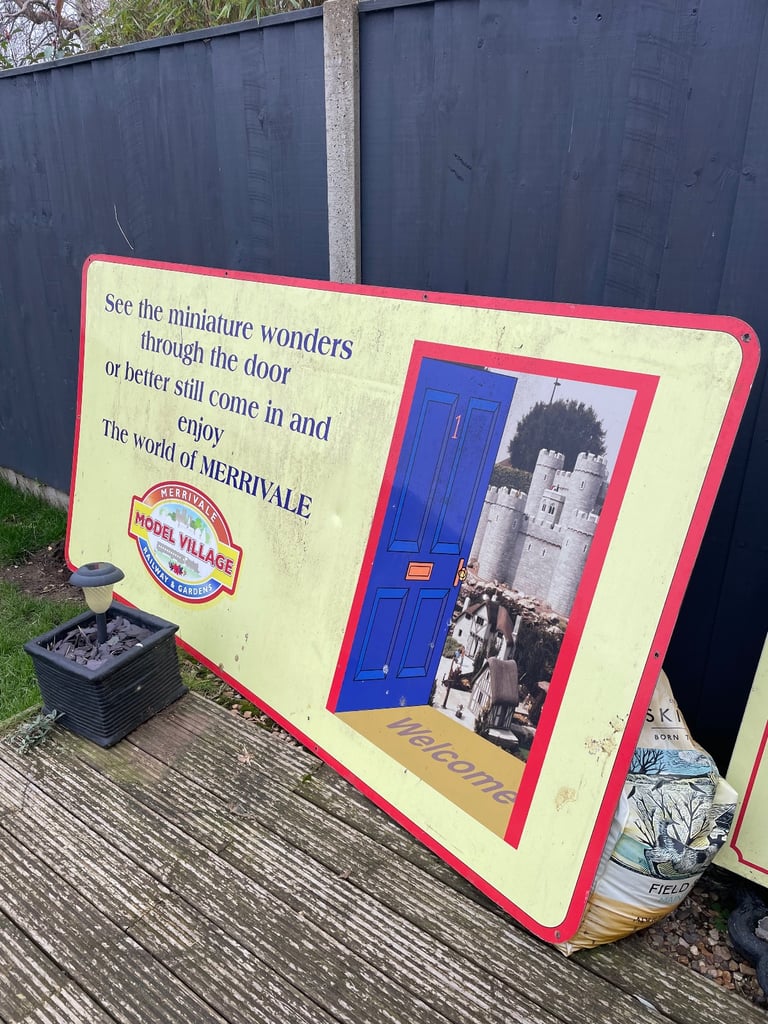 See the miniature wonders
through the door
or better still come in and
enjoy
The world of MERRIVALE
MERRIVALE
MODEL VILLAGE
RAILWAY & GARDENS
1
Welcome
SKI
BORN T
FIELD